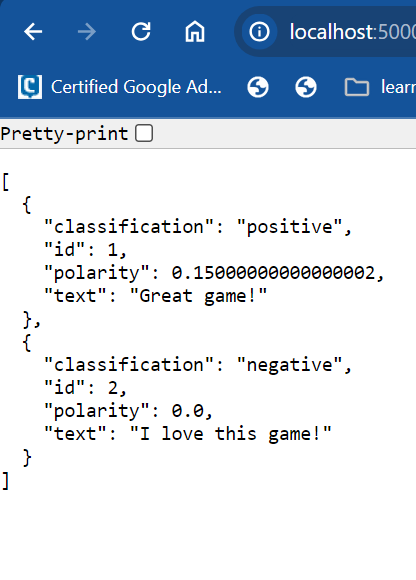 localhost:5000
Certified Google Ad...
learn
Pretty-print
[
  {
    "classification": "positive",
    "id": 1,
    "polarity": 0.15000000000000002,
    "text": "Great game!"
  },
  {
    "classification": "negative",
    "id": 2,
    "polarity": 0.0,
    "text": "I love this game!"
  }
]